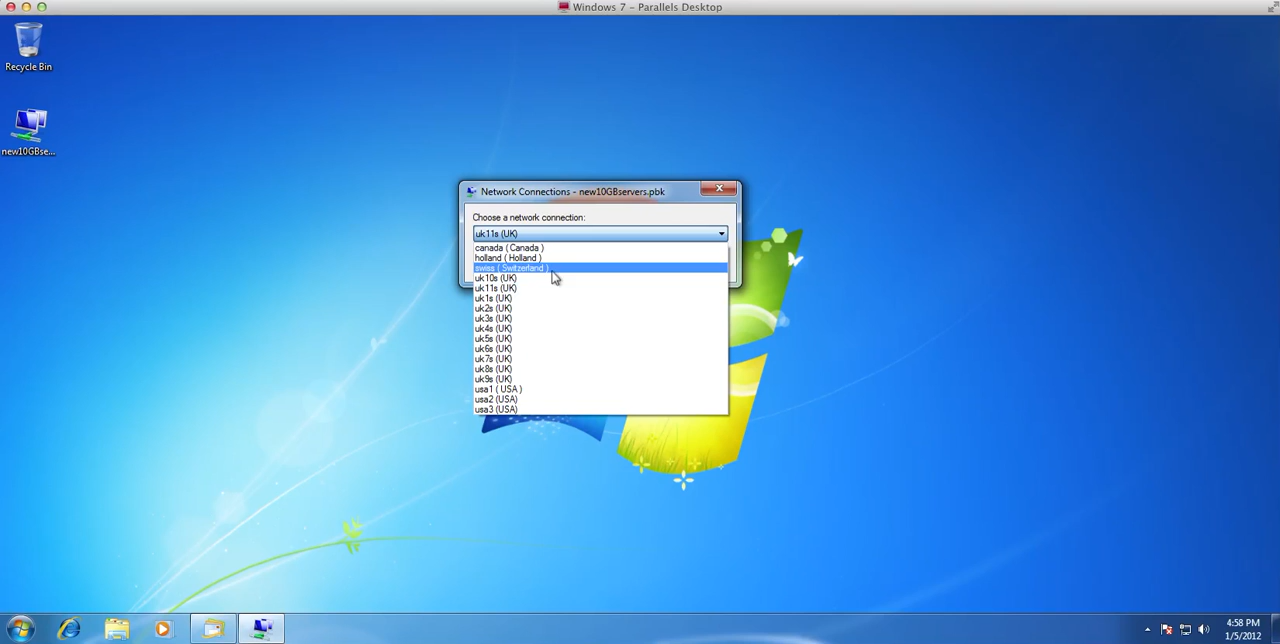 Windows 7 - Parallels Desktop
Recycle Bin
new10GBse...
Network Connections - new10GBservers.pbk
Choose a network connection:
uk11s (UK)
canada ( Canada )
holland ( Holland )
swiss ( Switzerland )
uk10s (UK)
uk11s (UK)
uk1s (UK)
uk2s (UK)
uk3s (UK)
uk4s (UK)
uk5s (UK)
uk6s (UK)
uk7s (UK)
uk8s (UK)
uk9s (UK)
usa1 ( USA )
usa2 (USA)
usa3 (USA)
4:58 PM
1/5/2012